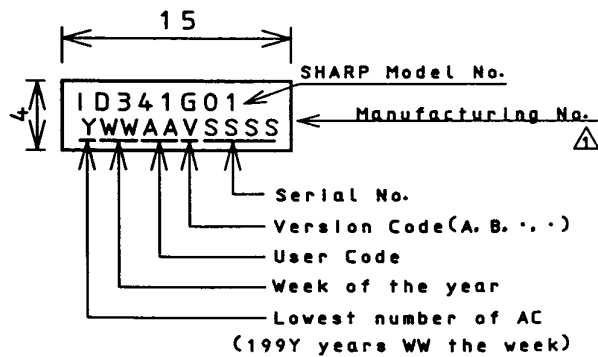 15
SHARP Model No.
4
ID341G01
YWWAAVSSSS
Manufacturing No.
1
Serial No.
Version Code(A. B. ·. ·)
User Code
Week of the year
Lowest number of AC
(199Y years WW the week)